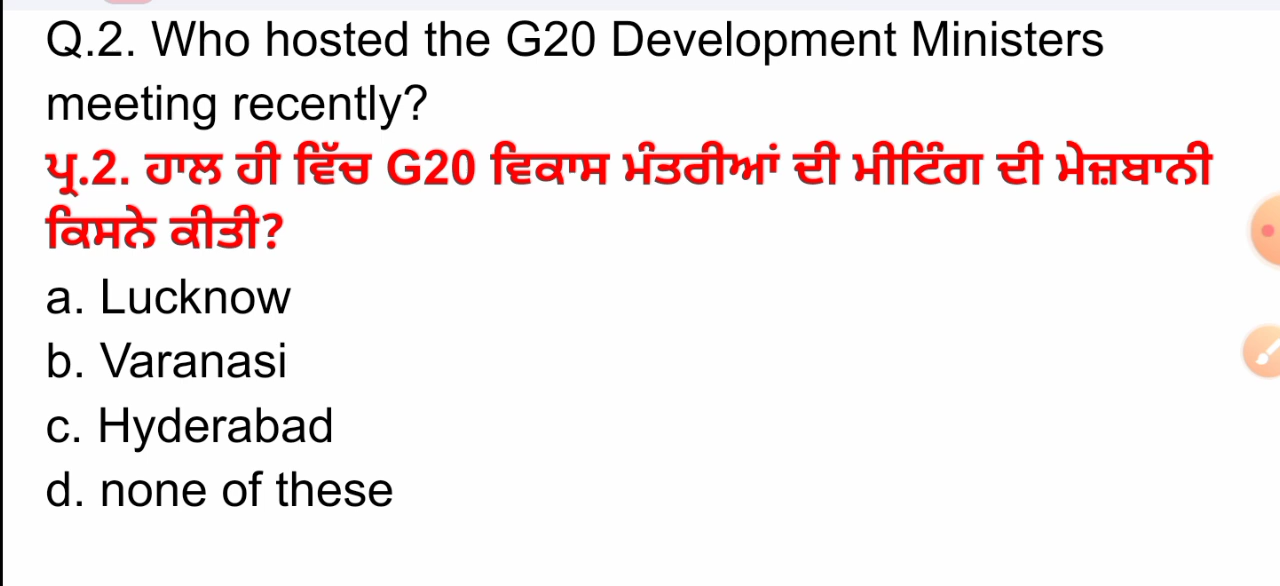 Q.2. Who hosted the G20 Development Ministers
meeting recently?
ਪ੍ਰ.2. ਹਾਲ ਹੀ ਵਿੱਚ G20 ਵਿਕਾਸ ਮੰਤਰੀਆਂ ਦੀ ਮੀਟਿੰਗ ਦੀ ਮੇਜ਼ਬਾਨੀ
ਕਿਸਨੇ ਕੀਤੀ?
a. Lucknow
b. Varanasi
c. Hyderabad
d. none of these